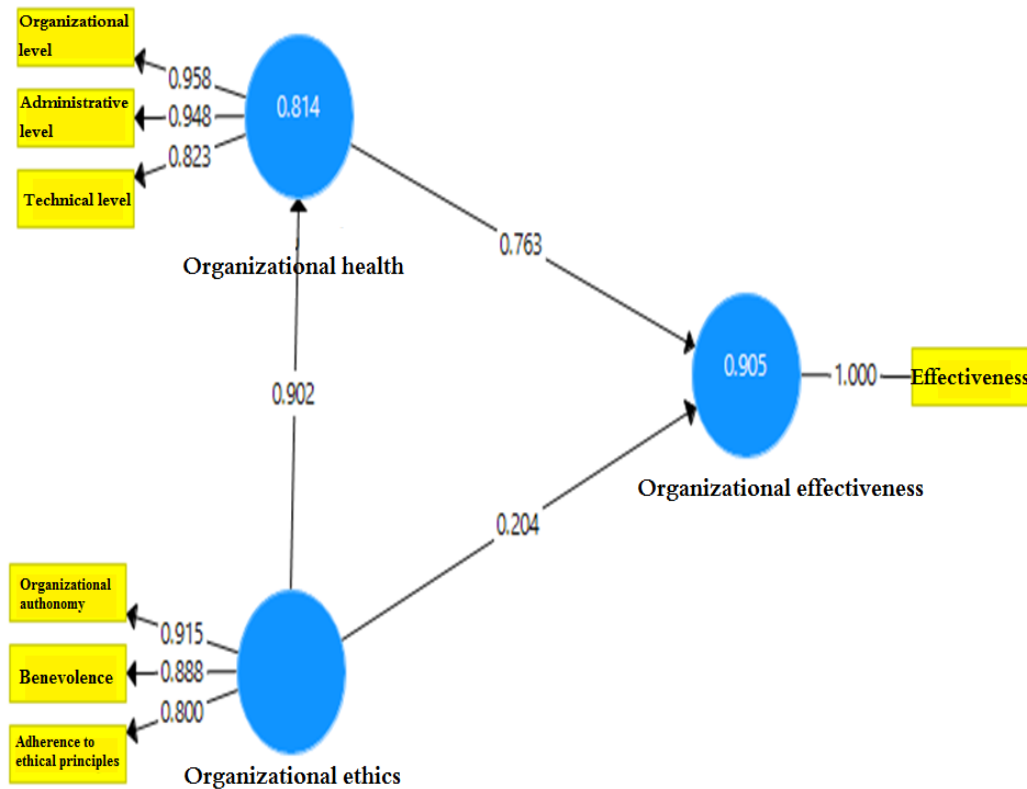 Organizational
level
0.958
Administrative
level
0.948
0.823
Technical level
0.814
Organizational health
0.763
0.902
0.905
1.000
Effectiveness
Organizational effectiveness
0.204
Organizational
authonomy
0.915
Benevolence
0.888
0.800
Adherence to
ethical principles
Organizational ethics